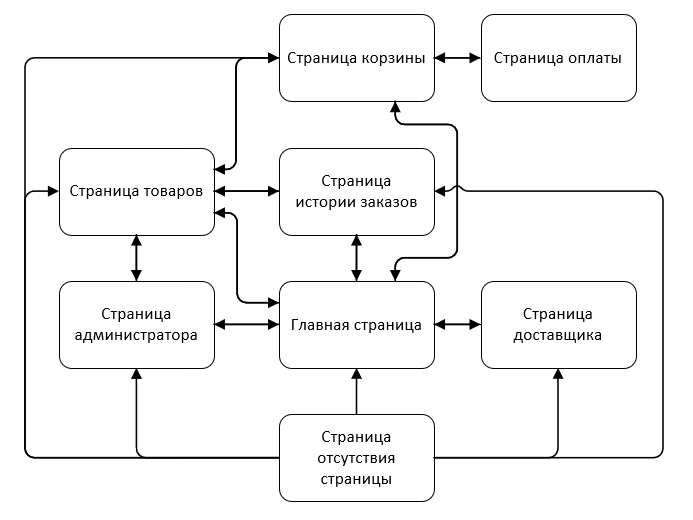 Страница корзины
Страница оплаты
Страница товаров
Страница
истории заказов
Страница
администратора
Главная страница
Страница
доставщика
Страница
отсутствия
страницы